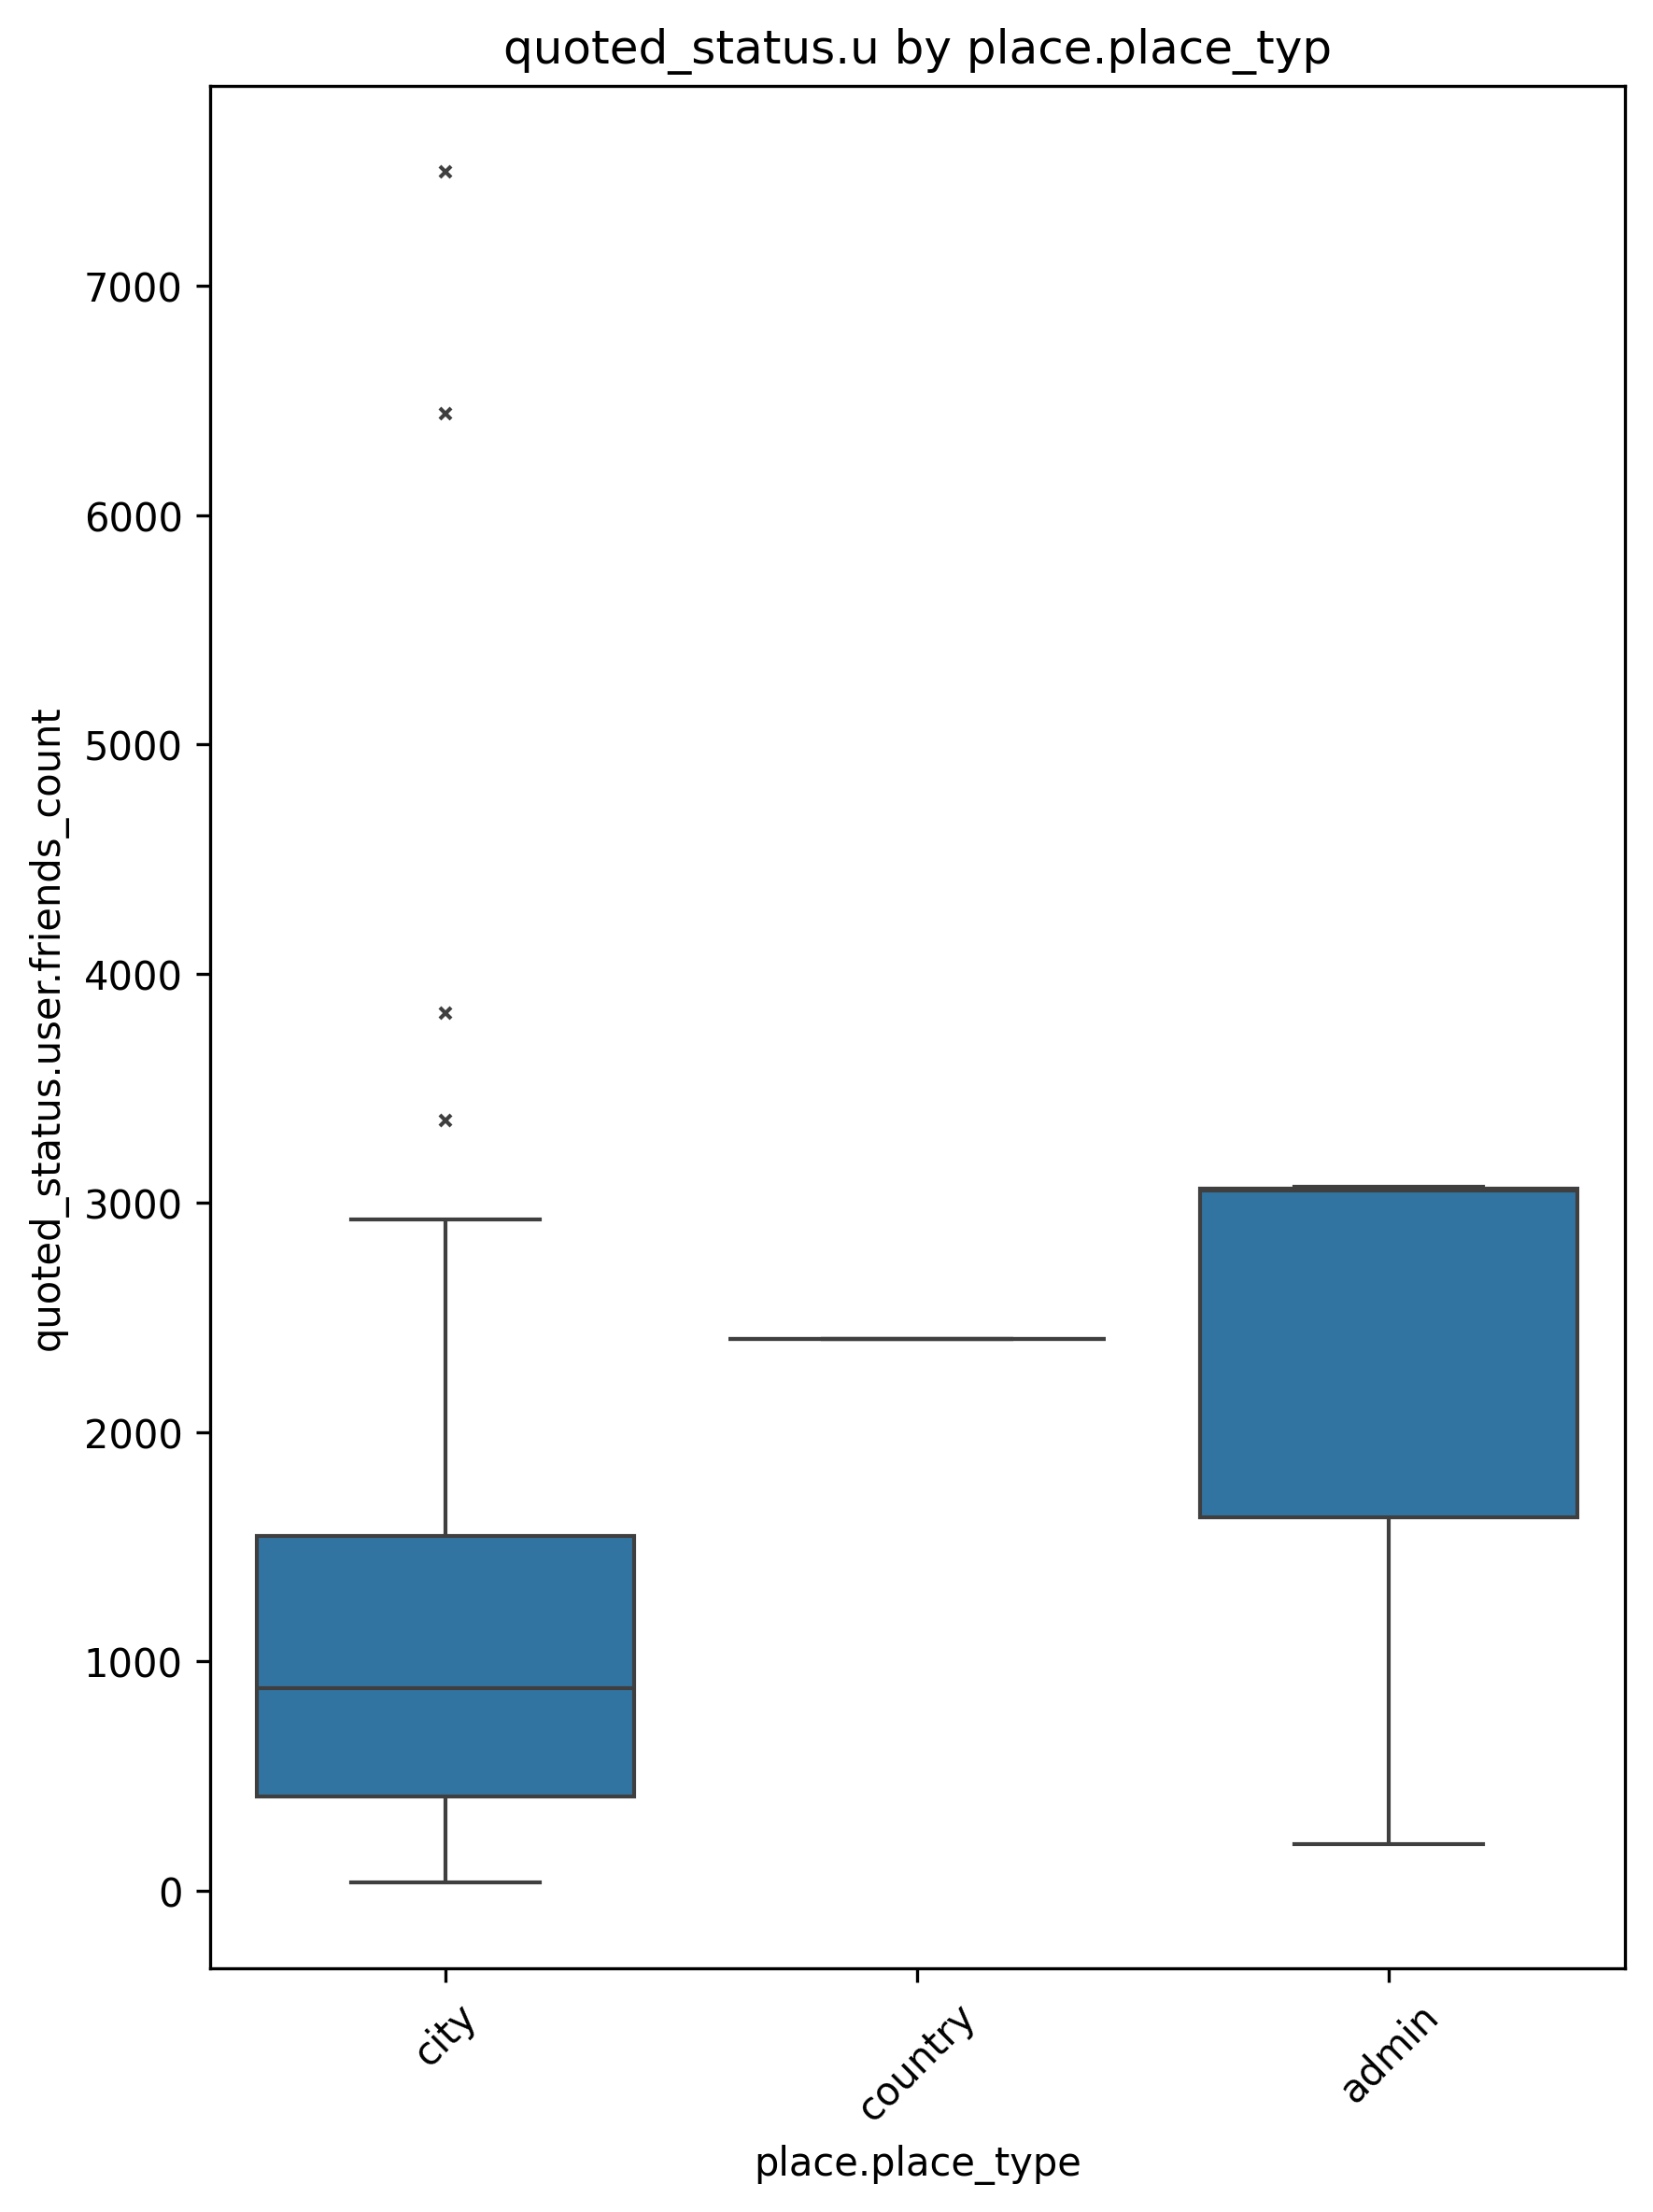 quoted_status.u by place.place_typ
quoted_status.user.friends_count
7000
6000
5000
4000
3000
2000
1000
0
city
country
admin
place.place_type